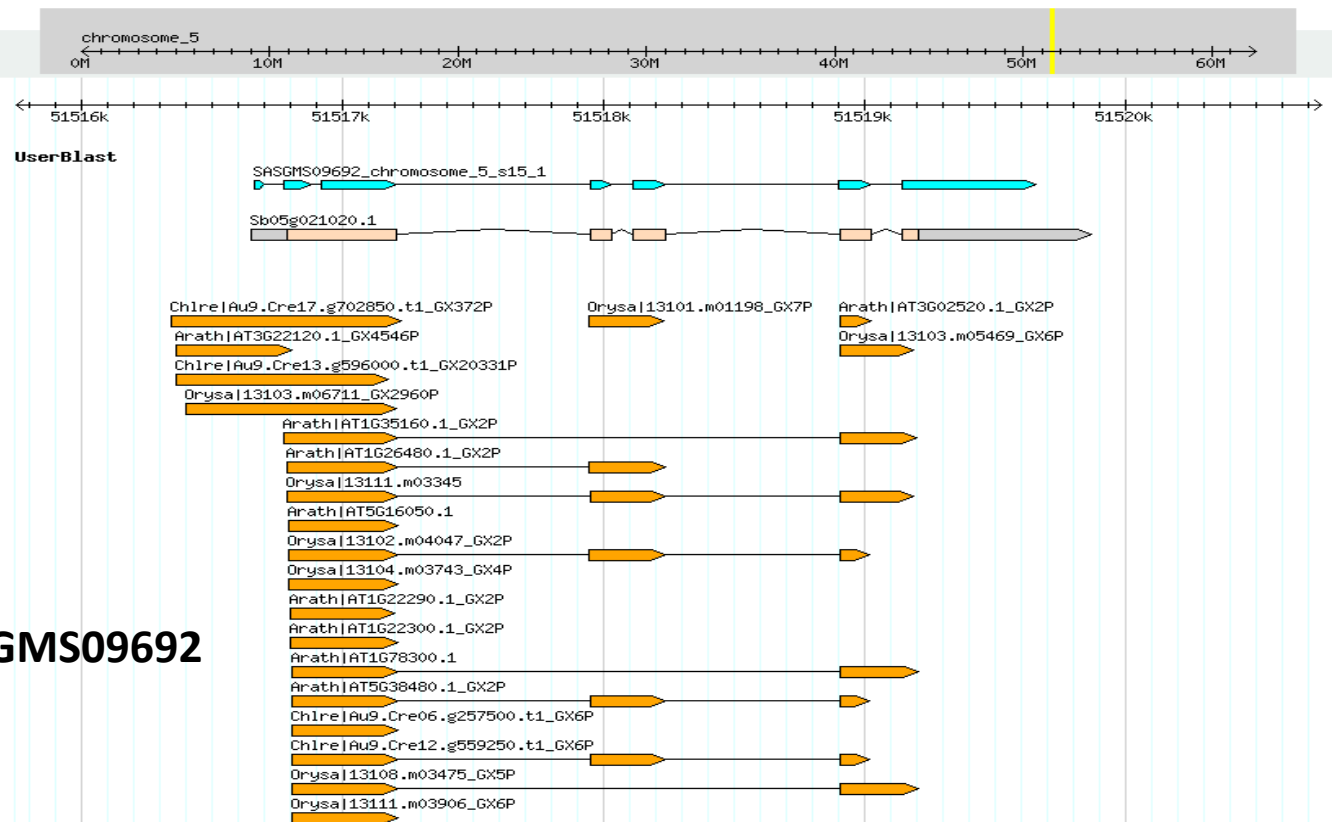 chromosome_5
0M 10M 20M 30M 40M 50M 60M
51516k 51517k 51518k 51519k 51520k
UserBlast
SASGMS09692_chromosome_5_s15_1
Sb05g021020.1
Chlre|Au9.Cre17.g702850.t1_GX372P Orysa|13101.m01198_GX7P Arath|AT3G02520.1_GX2P
Arath|AT3G22120.1_GX4546P Orysa|13103.m05469_GX6P
Chlre|Au9.Cre13.g596000.t1_GX20331P
Orysa|13103.m06711_GX2960P
Arath|AT1G35160.1_GX2P
Arath|AT1G26480.1_GX2P
Orysa|13111.m03345
Arath|AT5G16050.1
Orysa|13102.m04047_GX2P
Orysa|13104.m03743_GX4P
Arath|AT1G22290.1_GX2P
Arath|AT1G22300.1_GX2P
GMS09692
Arath|AT1G78300.1
Arath|AT5G38480.1_GX2P
Chlre|Au9.Cre06.g257500.t1_GX6P
Chlre|Au9.Cre12.g559250.t1_GX6P
Orysa|13108.m03475_GX5P
Orysa|13111.m03906_GX6P